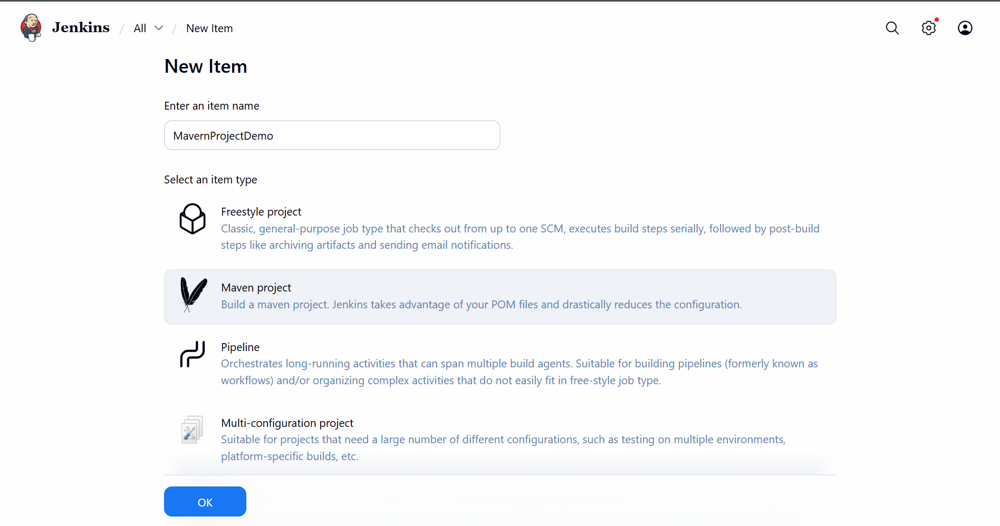 Jenkins / All / New Item
New Item
Enter an item name
MavernProjectDemo
Select an item type
Freestyle project
Classic, general-purpose job type that checks out from up to one SCM, executes build steps serially, followed by post-build
steps like archiving artifacts and sending email notifications.
Maven project
Build a maven project. Jenkins takes advantage of your POM files and drastically reduces the configuration.
Pipeline
Orchestrates long-running activities that can span multiple build agents. Suitable for building pipelines (formerly known as
workflows) and/or organizing complex activities that do not easily fit in free-style job type.
Multi-configuration project
Suitable for projects that need a large number of different configurations, such as testing on multiple environments,
platform-specific builds, etc.
OK